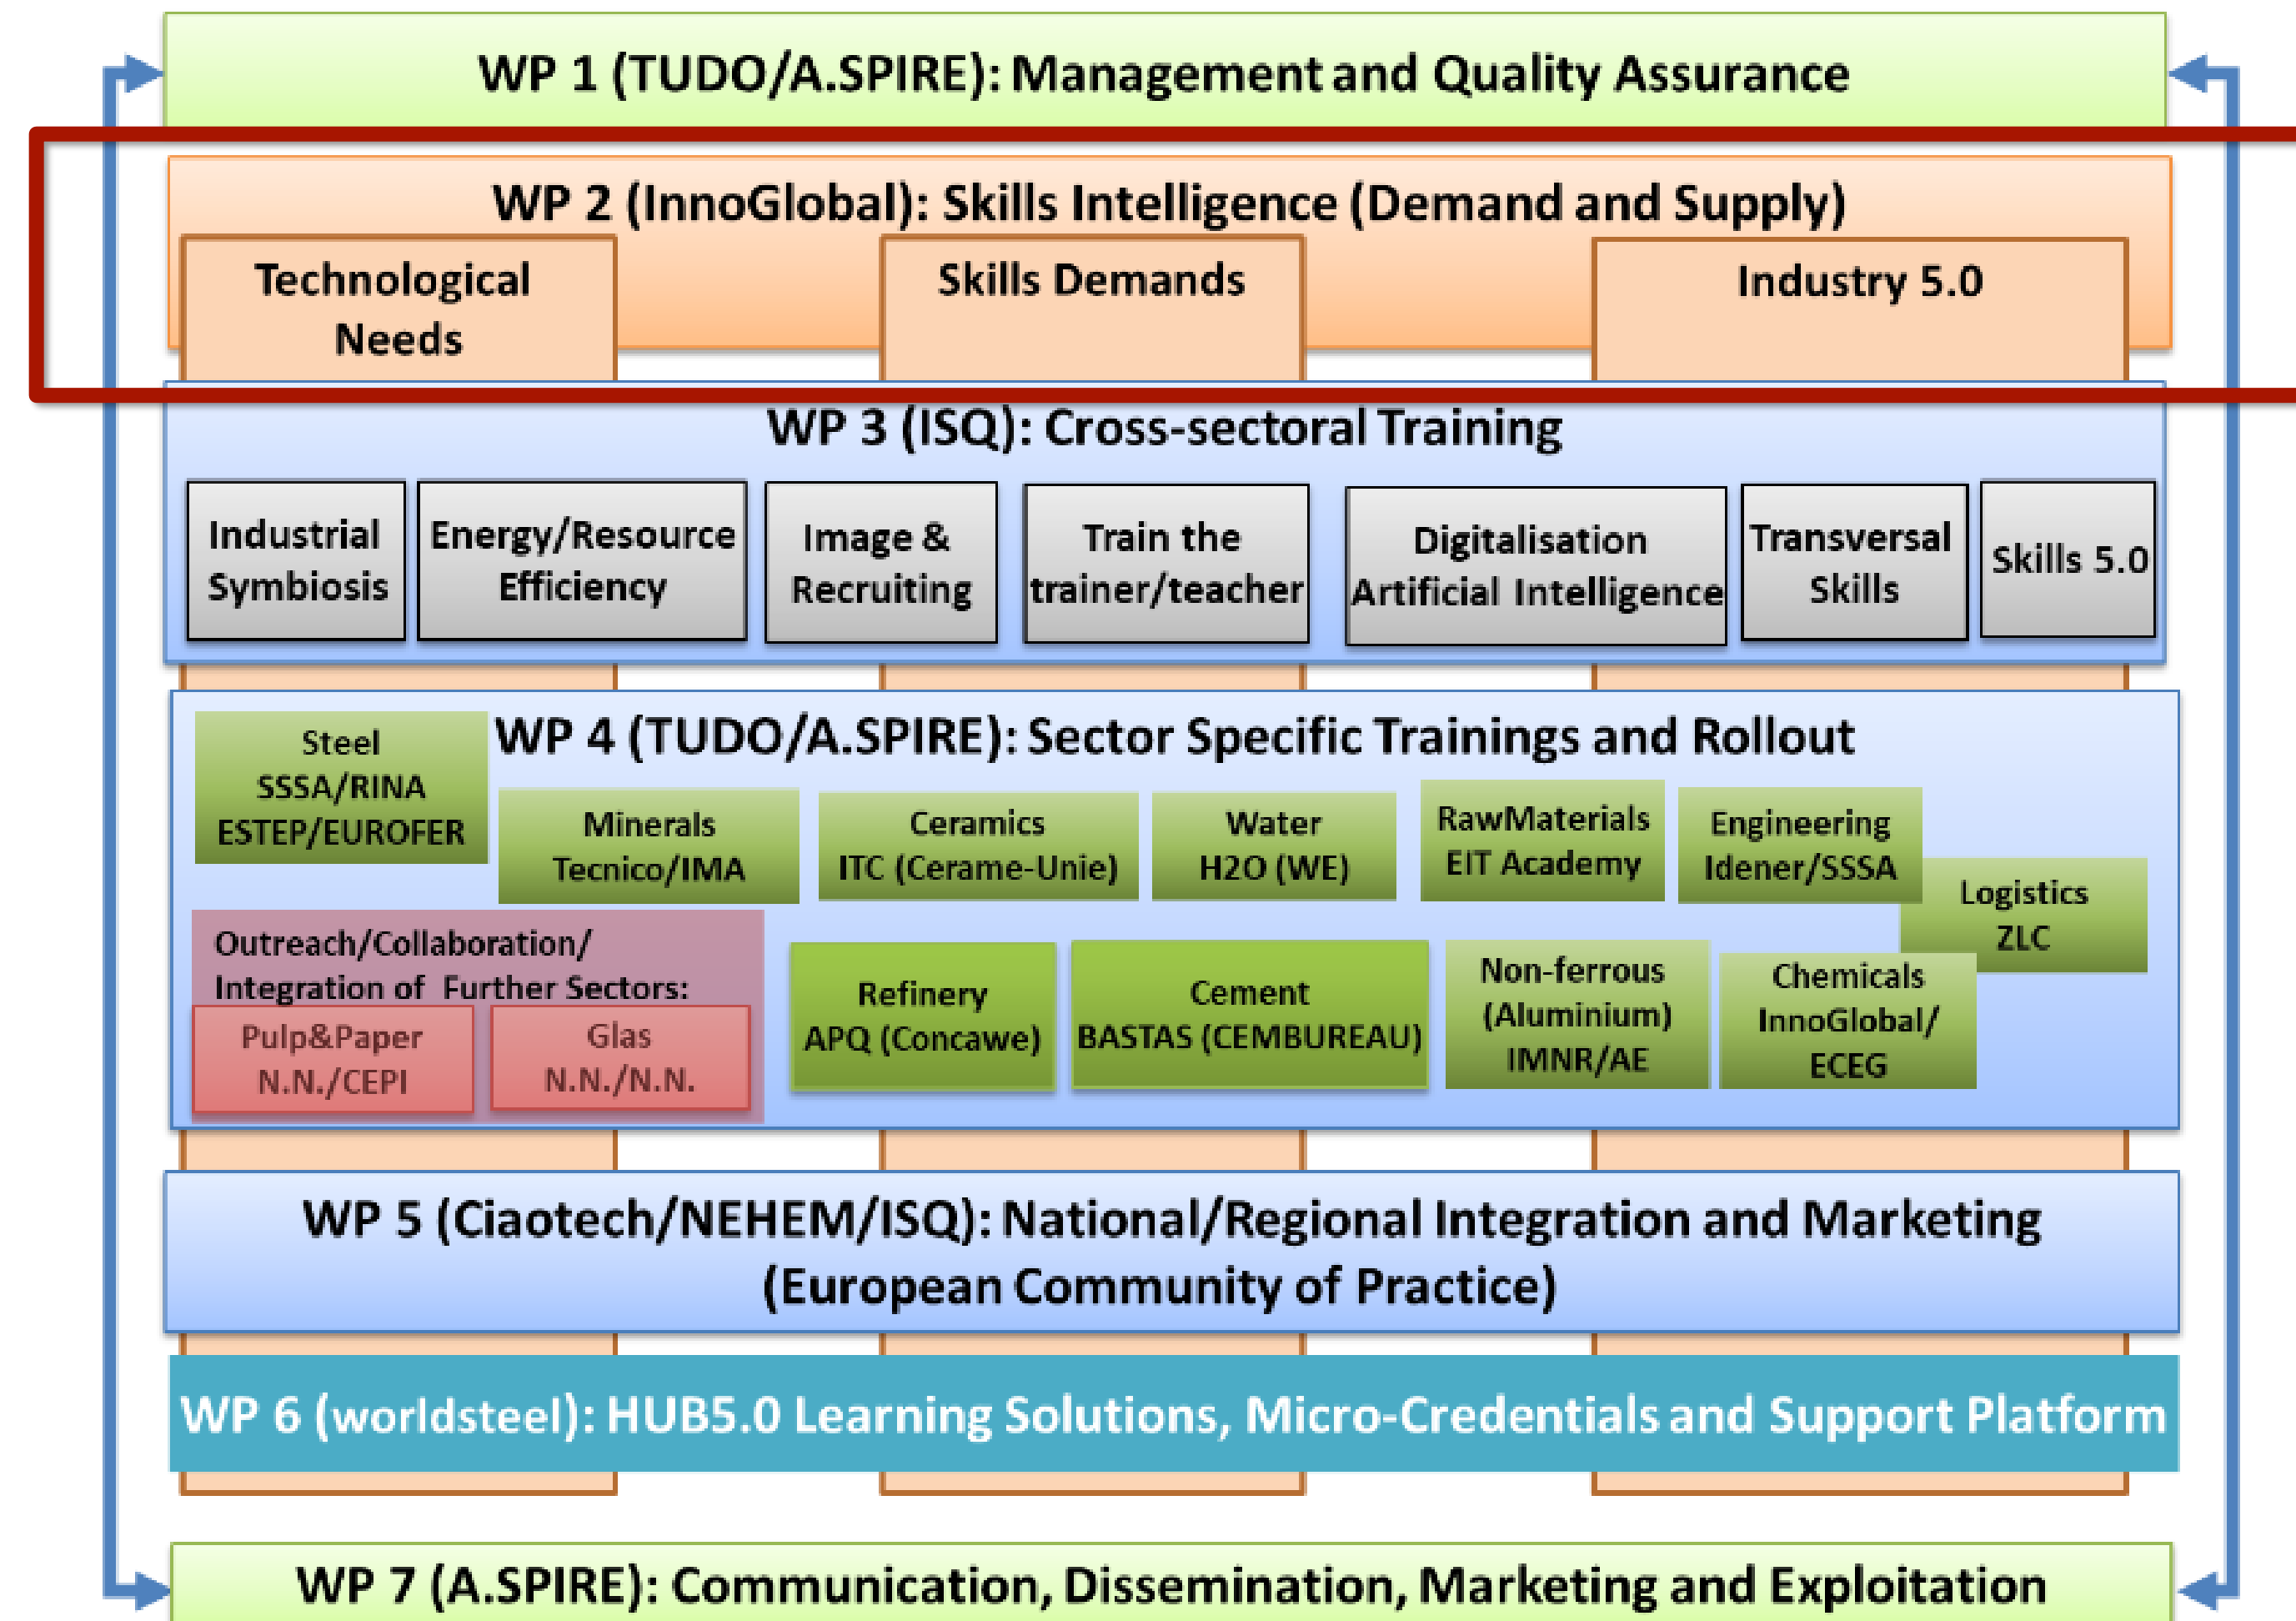 WP 1 (TUDO/A.SPIRE): Management and Quality Assurance
WP 2 (InnoGlobal): Skills Intelligence (Demand and Supply)
Technological
Needs
Skills Demands
Industry 5.0
WP 3 (ISQ): Cross-sectoral Training
Industrial
Symbiosis
Energy/Resource
Efficiency
Image &
Recruiting
Train the
trainer/teacher
Digitalisation
Artificial Intelligence
Transversal
Skills
Skills 5.0
WP 4 (TUDO/A.SPIRE): Sector Specific Trainings and Rollout
Steel
SSSA/RINA
ESTEP/EUROFER
Minerals
Tecnico/IMA
Ceramics
ITC (Cerame-Unie)
Water
H2O (WE)
RawMaterials
EIT Academy
Engineering
Idener/SSSA
Logistics
ZLC
Outreach/Collaboration/
Integration of Further Sectors:
Pulp&Paper
N.N./CEPI
Glas
N.N./N.N.
Refinery
APQ (Concawe)
Cement
BASTAS (CEMBUREAU)
Non-ferrous
(Aluminium)
IMNR/AE
Chemicals
InnoGlobal/
ECEG
WP 5 (Ciaotech/NEHEM/ISQ): National/Regional Integration and Marketing
(European Community of Practice)
WP 6 (worldsteel): HUB5.0 Learning Solutions, Micro-Credentials and Support Platform
WP 7 (A.SPIRE): Communication, Dissemination, Marketing and Exploitation